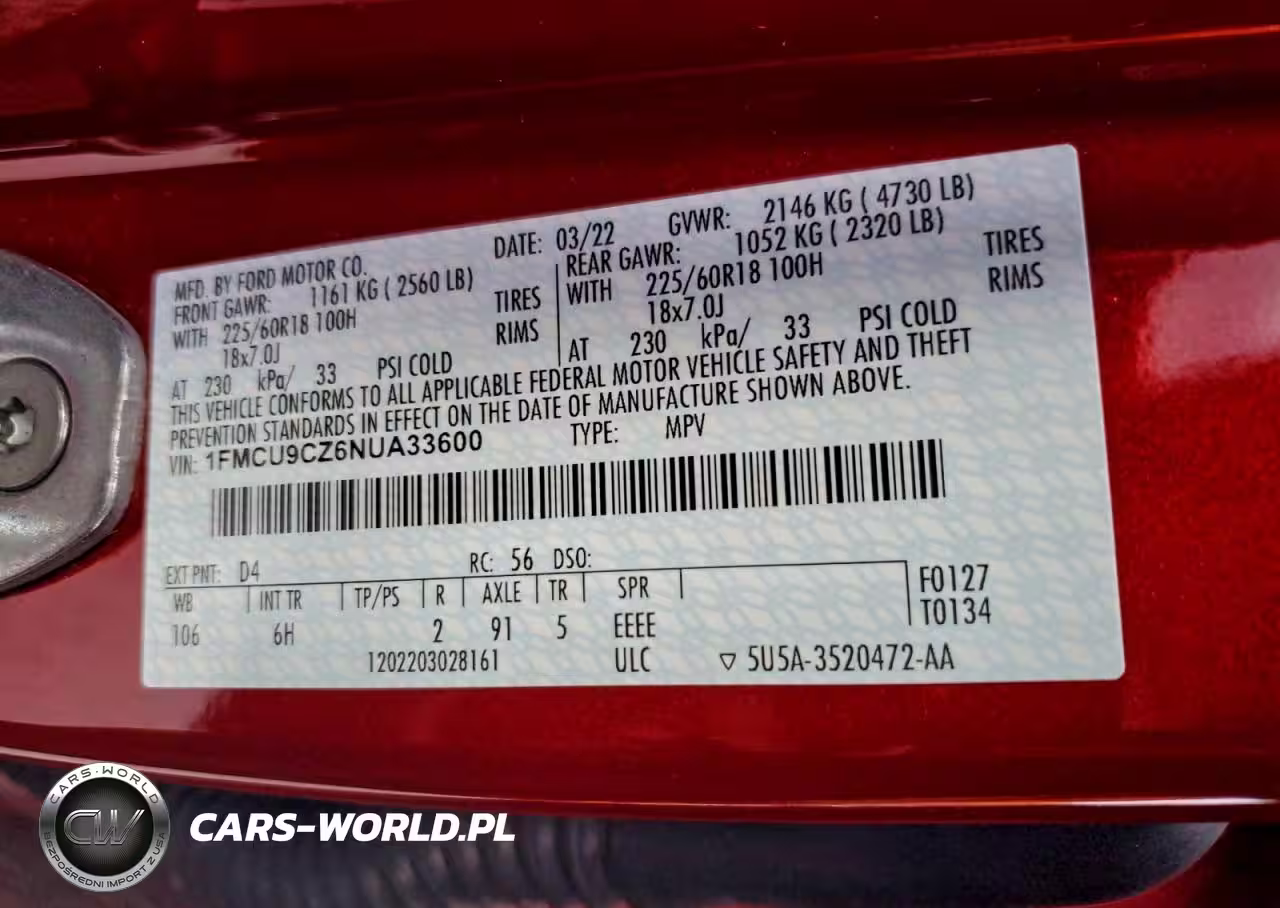 MFD. BY FORD MOTOR CO. DATE: 03/22 GVWR: 2146 KG ( 4730 LB)
FRONT GAWR: 1161 KG ( 2560 LB) REAR GAWR: 1052 KG ( 2320 LB)
WITH 225/60R18 100H TIRES WITH 225/60R18 100H TIRES
18x7.0J RIMS 18x7.0J RIMS
AT 230 kPa/ 33 PSI COLD AT 230 kPa/ 33 PSI COLD
THIS VEHICLE CONFORMS TO ALL APPLICABLE FEDERAL MOTOR VEHICLE SAFETY AND THEFT
PREVENTION STANDARDS IN EFFECT ON THE DATE OF MANUFACTURE SHOWN ABOVE.
VIN: 1FMCU9CZ6NUA33600 TYPE: MPV
EXT PNT: D4 RC: 56 DSO:
WB INT TR TP/PS R AXLE TR SPR F0127
106 6H 2 91 5 EEEE T0134
1202203028161 ULC ▽ 5U5A-3520472-AA
CARS-WORLD
CW
BEZPOŚREDNI IMPORT Z USA
CARS-WORLD.PL